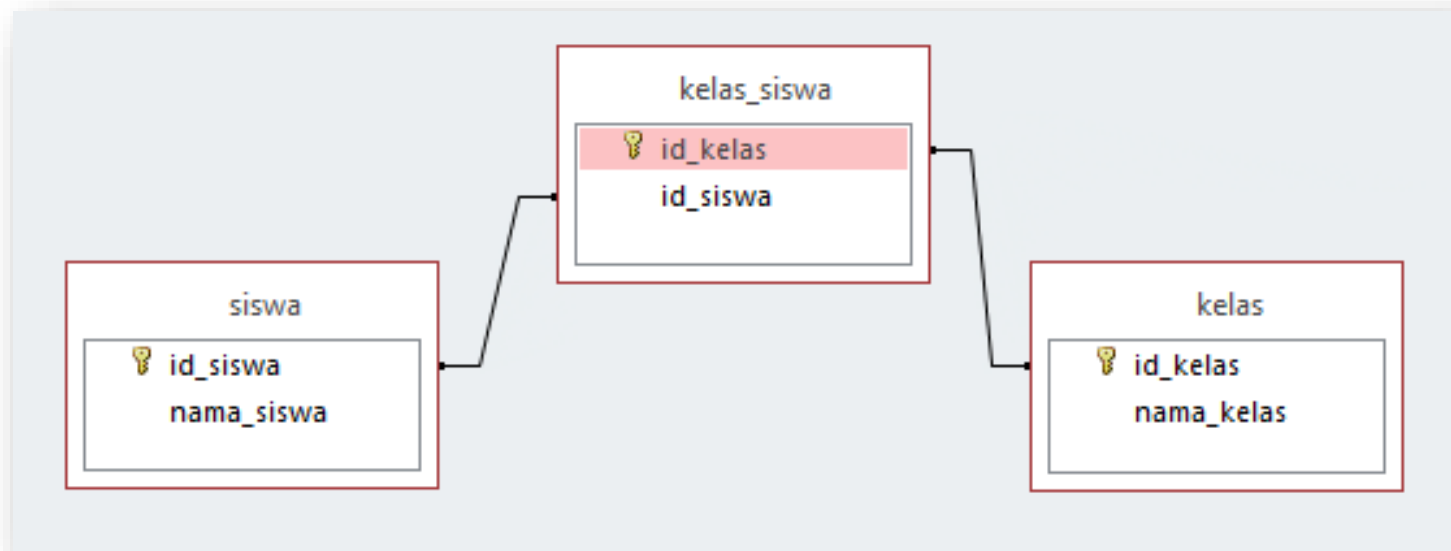 kelas_siswa
id_kelas
id_siswa
siswa
id_siswa
nama_siswa
kelas
id_kelas
nama_kelas